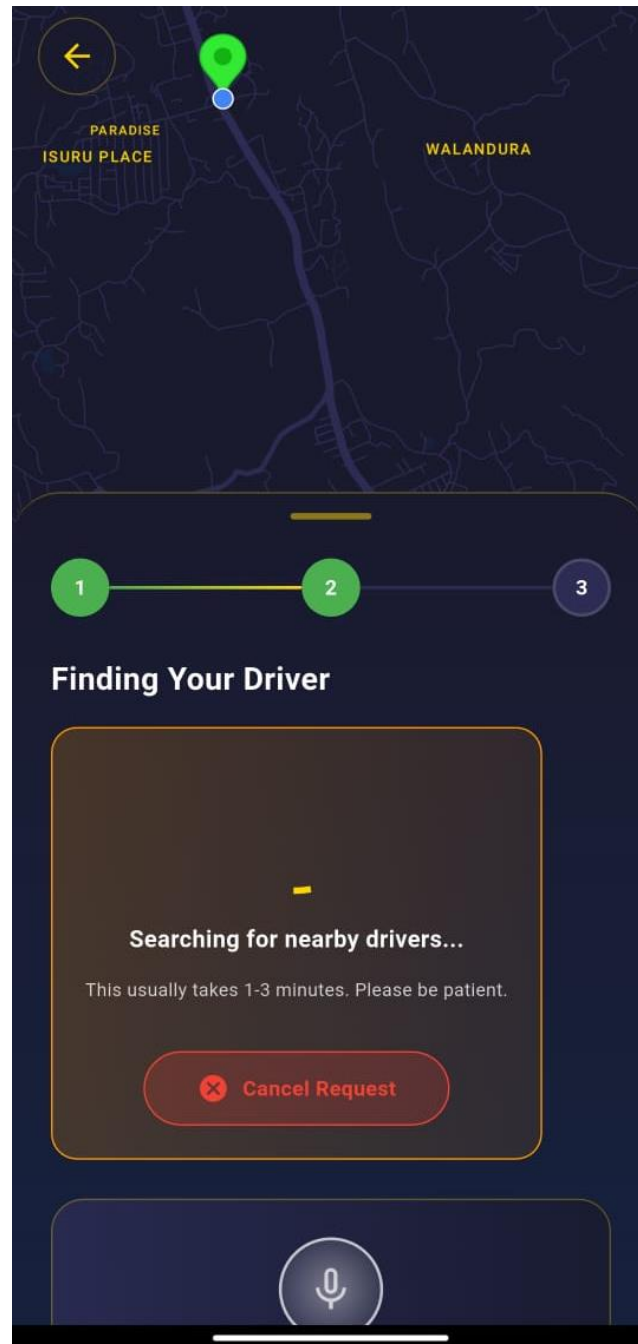 PARADISE
ISURU PLACE
WALANDURA
1
2
3
Finding Your Driver
Searching for nearby drivers...
This usually takes 1-3 minutes. Please be patient.
Cancel Request